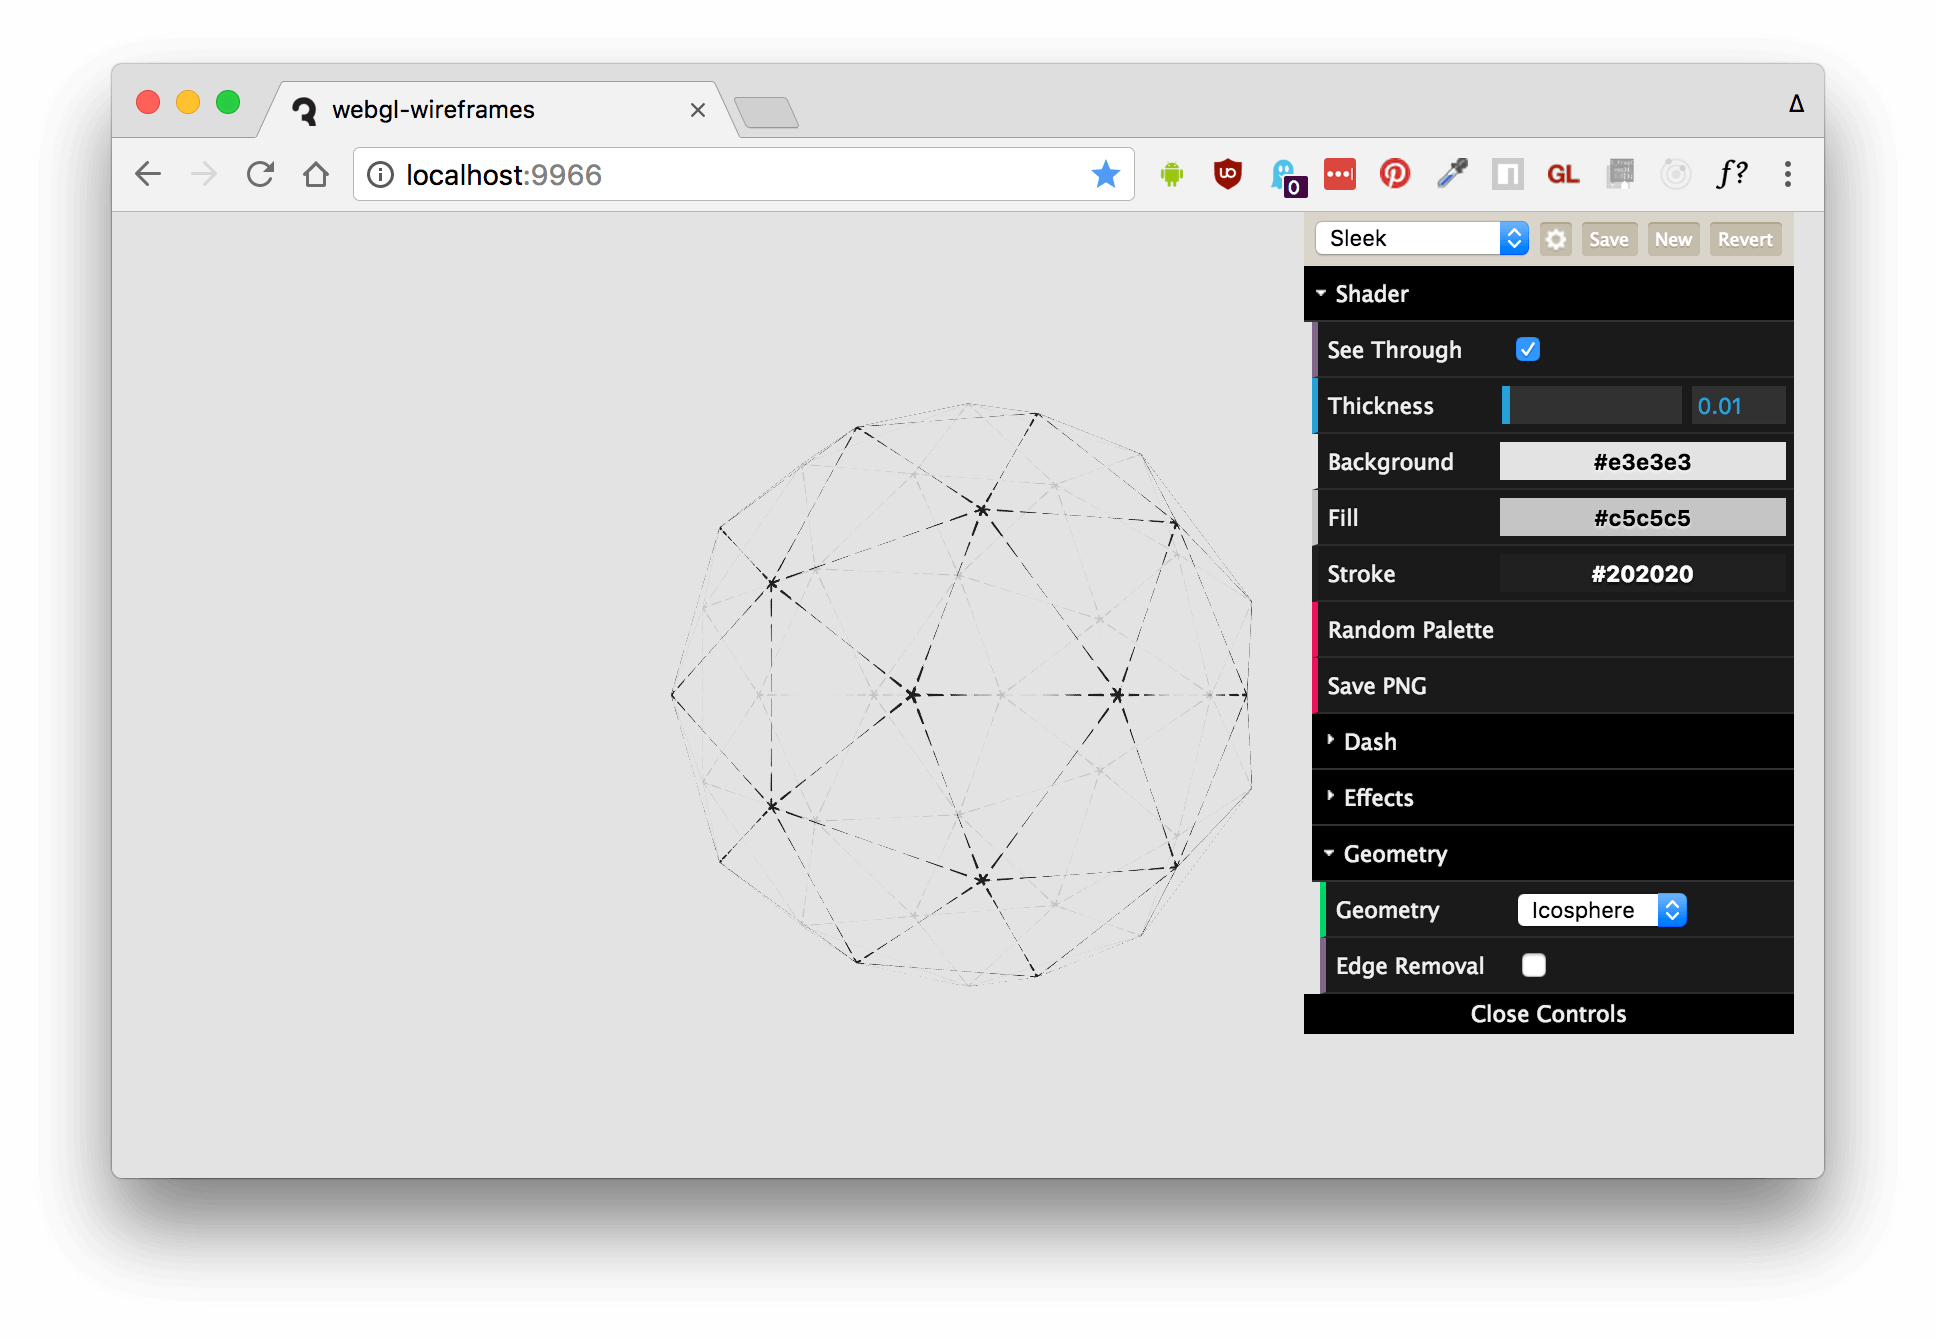 webgl-wireframes
Δ
localhost:9966
0
GL
f?
Sleek
Save
New
Revert
Shader
See Through
Thickness
0.01
Background
#e3e3e3
Fill
#c5c5c5
Stroke
#202020
Random Palette
Save PNG
Dash
Effects
Geometry
Geometry
Icosphere
Edge Removal
Close Controls